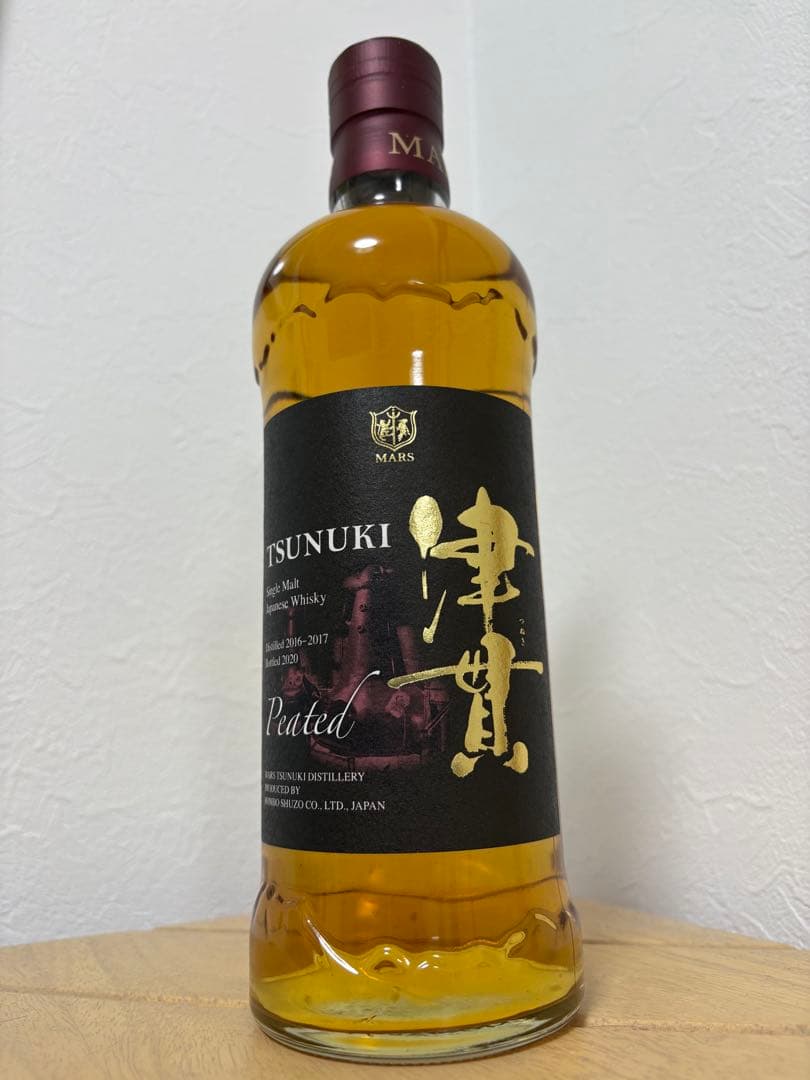 MA
MARS
TSUNUKI
Single Malt
Japanese Whisky
Distilled 2016-2017
Bottled 2020
Peated
津貫
つぬき
MARS TSUNUKI DISTILLERY
PRODUCED BY
HOMBO SHUZO CO., LTD., JAPAN